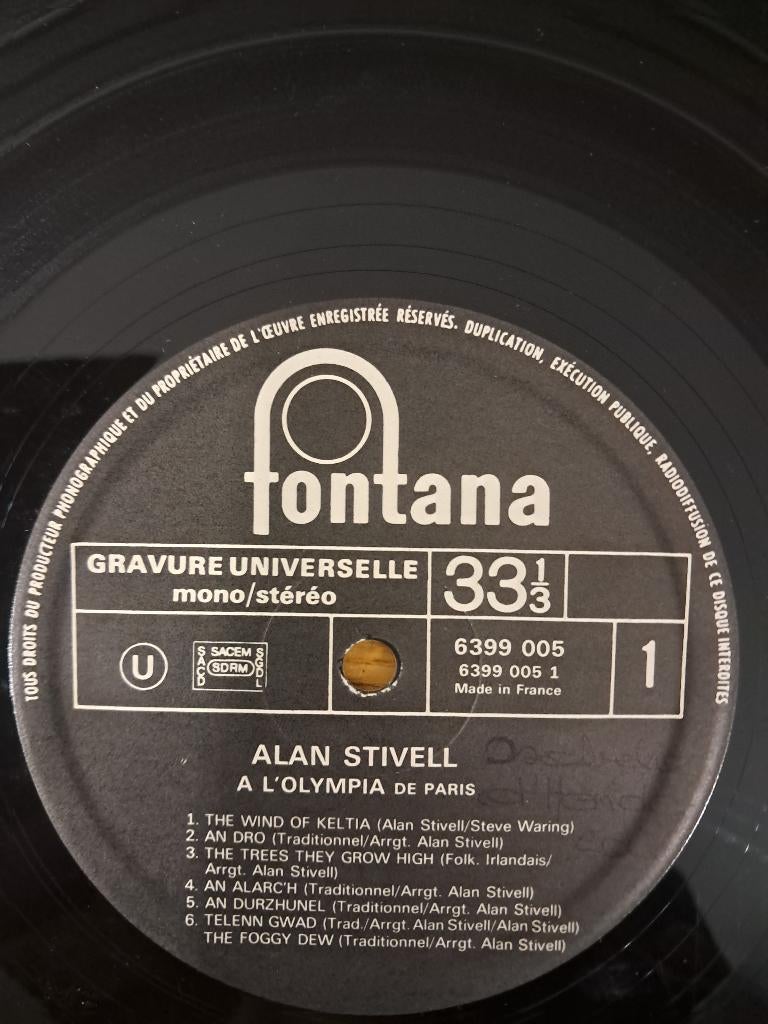 TOUS DROITS DU PRODUCTEUR PHONOGRAPHIQUE ET DU PROPRIÉTAIRE DE L'ŒUVRE ENREGISTRÉE RÉSERVÉS. DUPLICATION, EXÉCUTION PUBLIQUE, RADIODIFFUSION DE CE DISQUE INTERDITES
fontana
GRAVURE UNIVERSELLE
mono/stéréo
33 1/3
U
SACEM
SACD
SDRM
SGDL
6399 005
6399 005 1
Made in France
1
ALAN STIVELL
A L'OLYMPIA DE PARIS
1. THE WIND OF KELTIA (Alan Stivell/Steve Waring)
2. AN DRO (Traditionnel/Arrgt. Alan Stivell)
3. THE TREES THEY GROW HIGH (Folk. Irlandais/
Arrgt. Alan Stivell)
4. AN ALARC'H (Traditionnel/Arrgt. Alan Stivell)
5. AN DURZHUNEL (Traditionnel/Arrgt. Alan Stivell)
6. TELENN GWAD (Trad./Arrgt. Alan Stivell/Alan Stivell)
THE FOGGY DEW (Traditionnel/Arrgt. Alan Stivell)